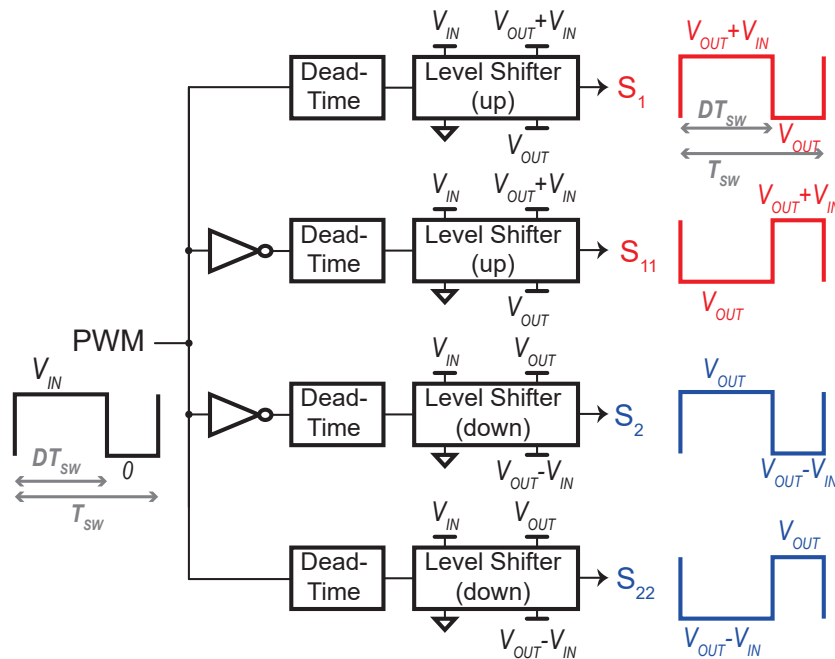 V_IN V_OUT+V_IN
Dead-
Time
Level Shifter
(up)
S_1
V_OUT
V_OUT+V_IN
DT_SW
V_OUT
T_SW
V_IN V_OUT+V_IN
Dead-
Time
Level Shifter
(up)
S_11
V_OUT
V_OUT+V_IN
V_OUT
PWM
V_IN
DT_SW
0
T_SW
V_IN V_OUT
Dead-
Time
Level Shifter
(down)
S_2
V_OUT-V_IN
V_OUT
V_OUT-V_IN
V_IN V_OUT
Dead-
Time
Level Shifter
(down)
S_22
V_OUT-V_IN
V_OUT
V_OUT-V_IN